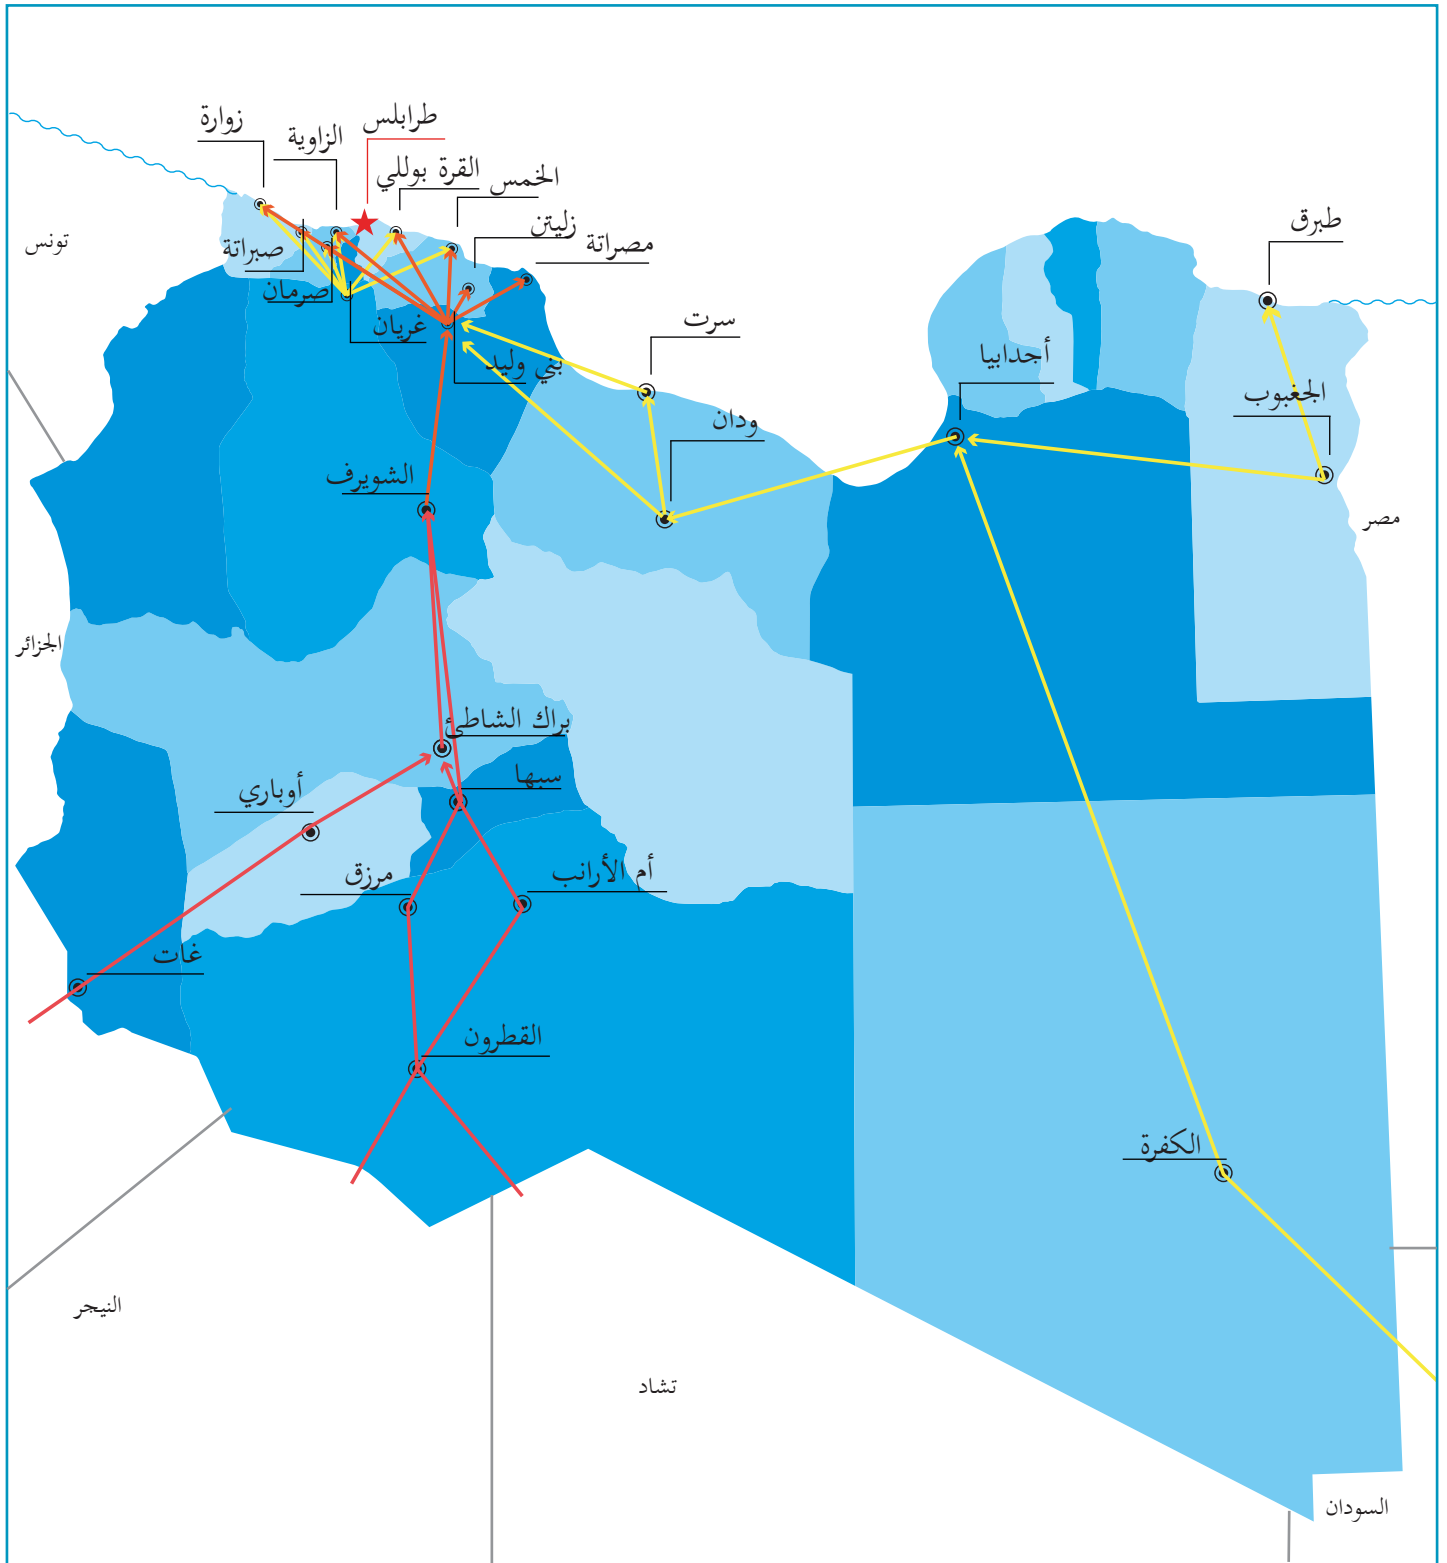 طرابلس
زوارة
الزاوية
القرة بوللي
الخمس
زليتن
مصراتة
صبراتة
صرمان
غريان
بني وليد
تونس
طبرق
سرت
أجدابيا
الجغبوب
ودان
الشويرف
مصر
الجزائر
براك الشاطئ
سبها
أوباري
مرزق
أم الأرانب
غات
القطرون
الكفرة
النيجر
تشاد
السودان